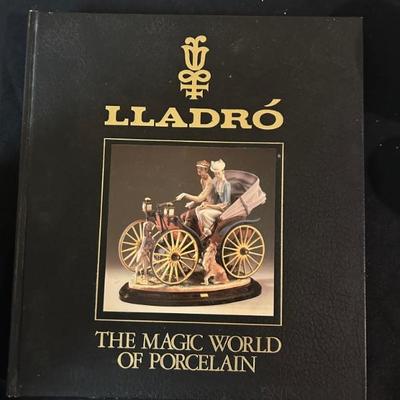 LLADRÓ
THE MAGIC WORLD
OF PORCELAIN